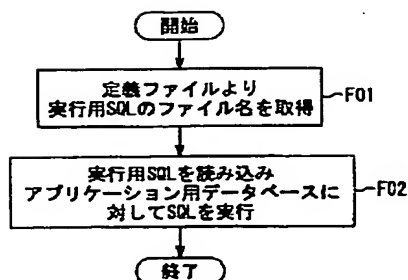 開始
定義ファイルより
実行用SQLのファイル名を取得
F01
実行用SQLを読み込み
アプリケーション用データベースに
対してSQLを実行
F02
終了